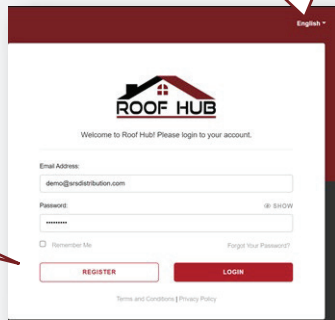 English
ROOF HUB
Welcome to Roof Hub! Please login to your account.
Email Address:
demo@srsdistribution.com
Password:
SHOW
•••••••••
Remember Me
Forgot Your Password?
REGISTER
LOGIN
Terms and Conditions | Privacy Policy